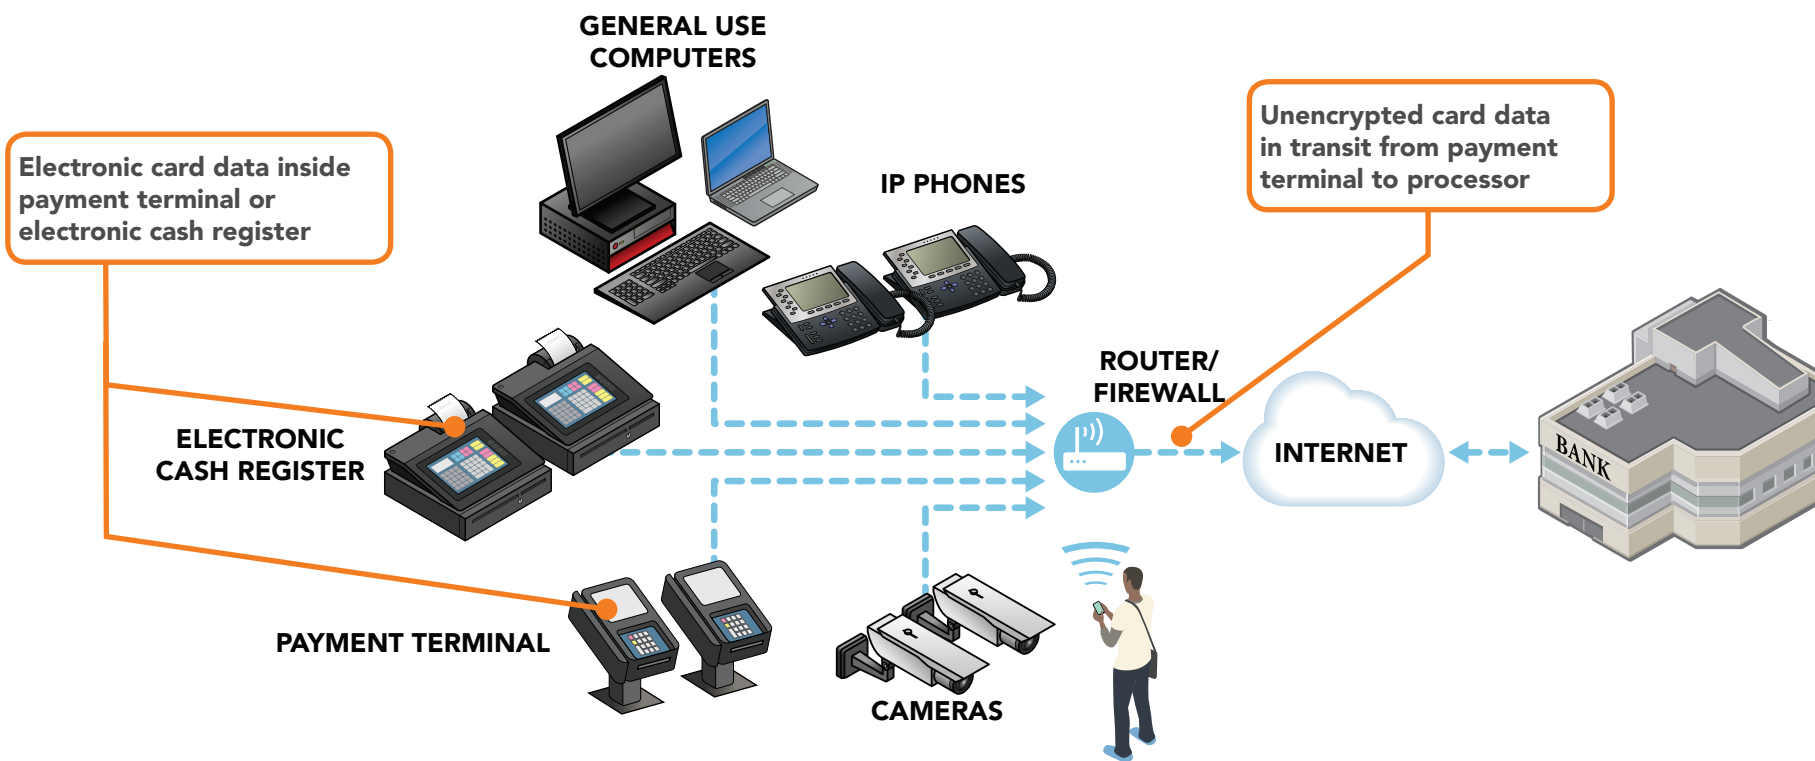 GENERAL USE
COMPUTERS
Electronic card data inside
payment terminal or
electronic cash register
IP PHONES
Unencrypted card data
in transit from payment
terminal to processor
ROUTER/
FIREWALL
ELECTRONIC
CASH REGISTER
INTERNET
BANK
PAYMENT TERMINAL
CAMERAS